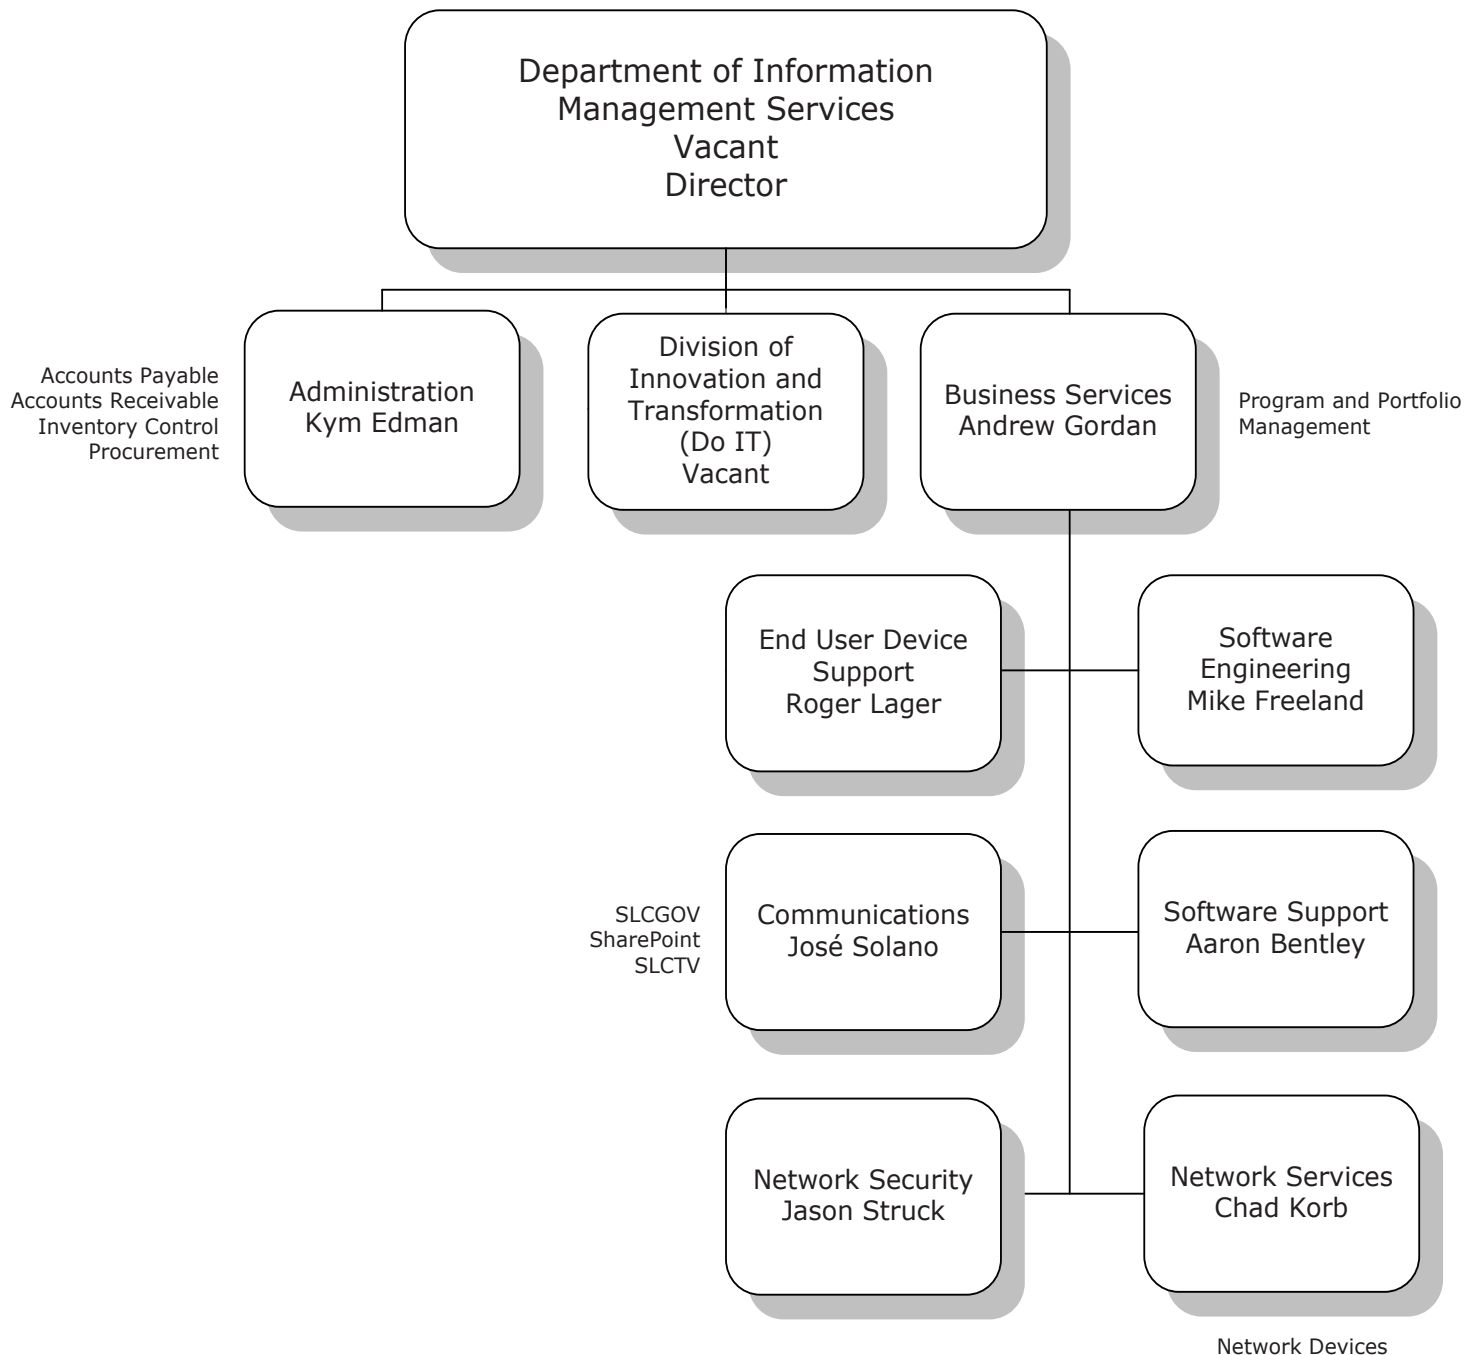 Department of Information
Management Services
Vacant
Director
Accounts Payable
Accounts Receivable
Inventory Control
Procurement
Administration
Kym Edman
Division of
Innovation and
Transformation
(Do IT)
Vacant
Business Services
Andrew Gordan
Program and Portfolio
Management
End User Device
Support
Roger Lager
Software
Engineering
Mike Freeland
SLCGOV
SharePoint
SLCTV
Communications
José Solano
Software Support
Aaron Bentley
Network Security
Jason Struck
Network Services
Chad Korb
Network Devices